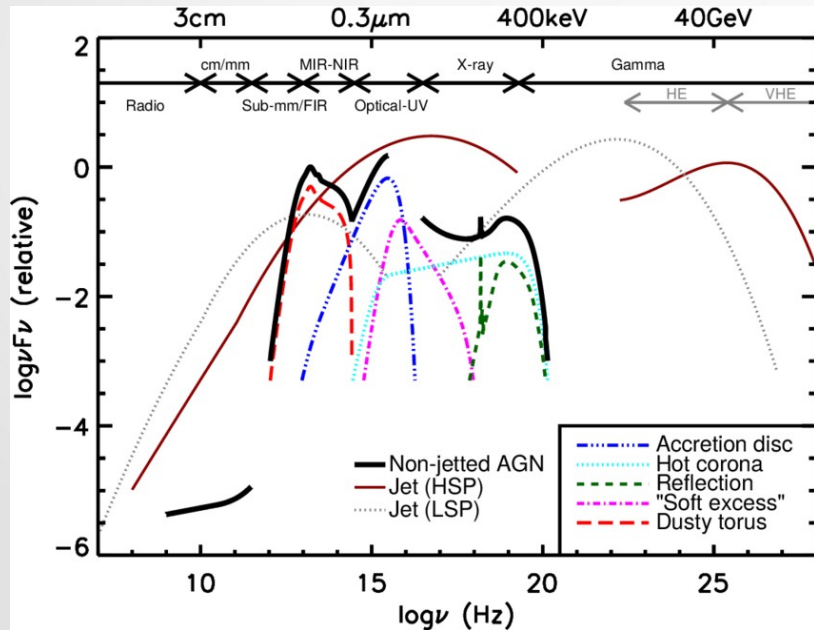 3cm 0.3μm 400keV 40GeV
cm/mm MIR-NIR X-ray Gamma
Radio Sub-mm/FIR Optical-UV HE VHE
2
0
-2
-4
-6
logνFν (relative)
Non-jetted AGN
Jet (HSP)
Jet (LSP)
Accretion disc
Hot corona
Reflection
"Soft excess"
Dusty torus
10 15 20 25
logν (Hz)